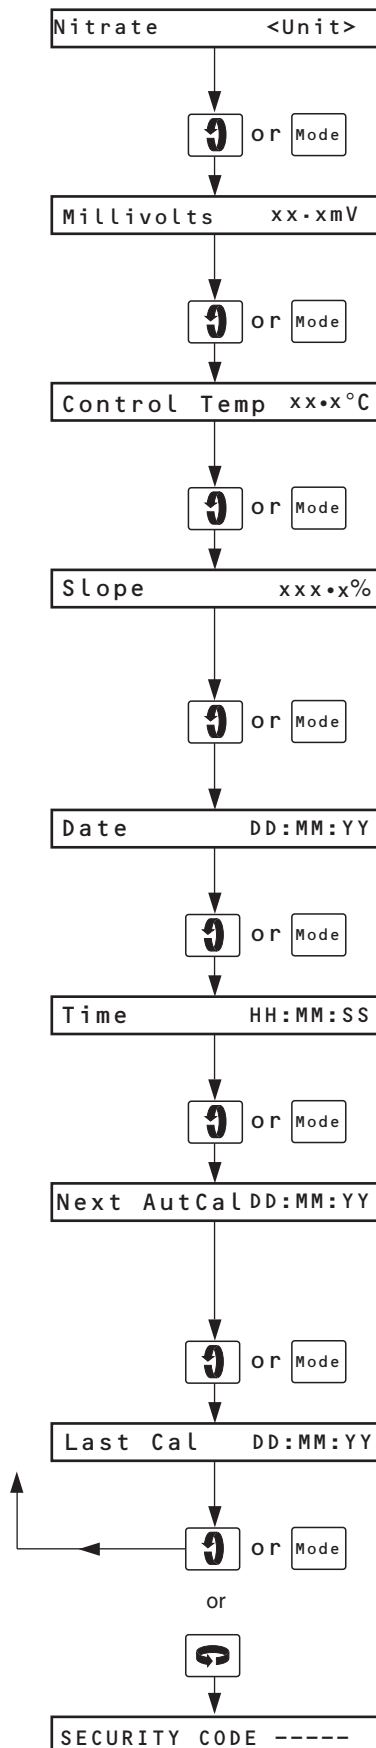 Nitrate <Unit>
or Mode
Millivolts xx.xmV
or Mode
Control Temp xx•x°C
or Mode
Slope xxx•x%
or Mode
Date DD:MM:YY
or Mode
Time HH:MM:SS
or Mode
Next AutCal DD:MM:YY
or Mode
Last Cal DD:MM:YY
or Mode
or
SECURITY CODE -----